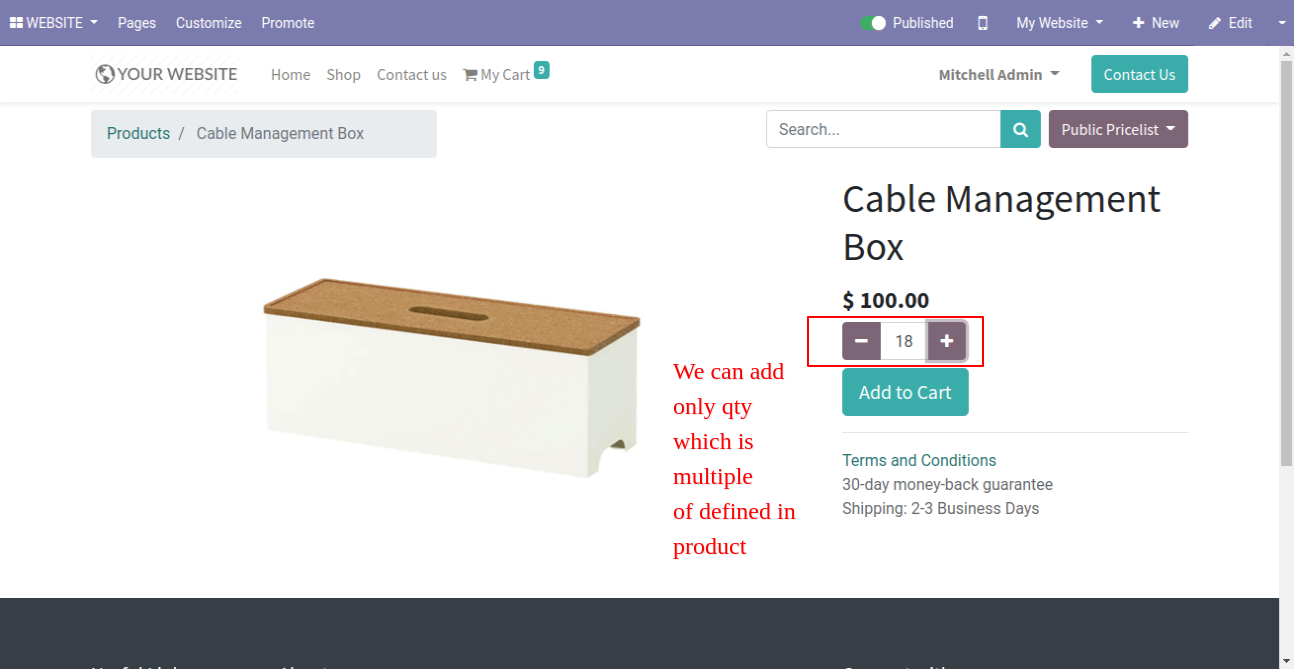 WEBSITE Pages Customize Promote Published My Website New Edit
YOUR WEBSITE Home Shop Contact us My Cart 9 Mitchell Admin Contact Us
Products / Cable Management Box Search... Public Pricelist
Cable Management
Box
$ 100.00
18
Add to Cart
We can add
only qty
which is
multiple
of defined in
product
Terms and Conditions
30-day money-back guarantee
Shipping: 2-3 Business Days